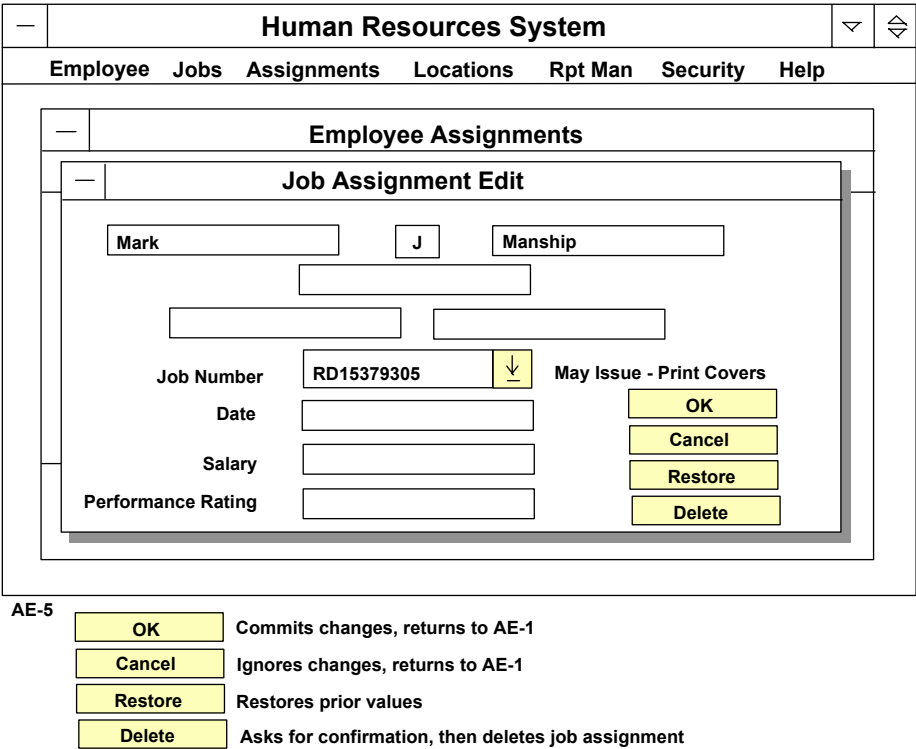 Human Resources System
Employee Jobs Assignments Locations Rpt Man Security Help
Employee Assignments
Job Assignment Edit
Mark J Manship
Job Number RD15379305 May Issue - Print Covers
Date
OK
Cancel
Salary
Restore
Performance Rating
Delete
AE-5
OK Commits changes, returns to AE-1
Cancel Ignores changes, returns to AE-1
Restore Restores prior values
Delete Asks for confirmation, then deletes job assignment